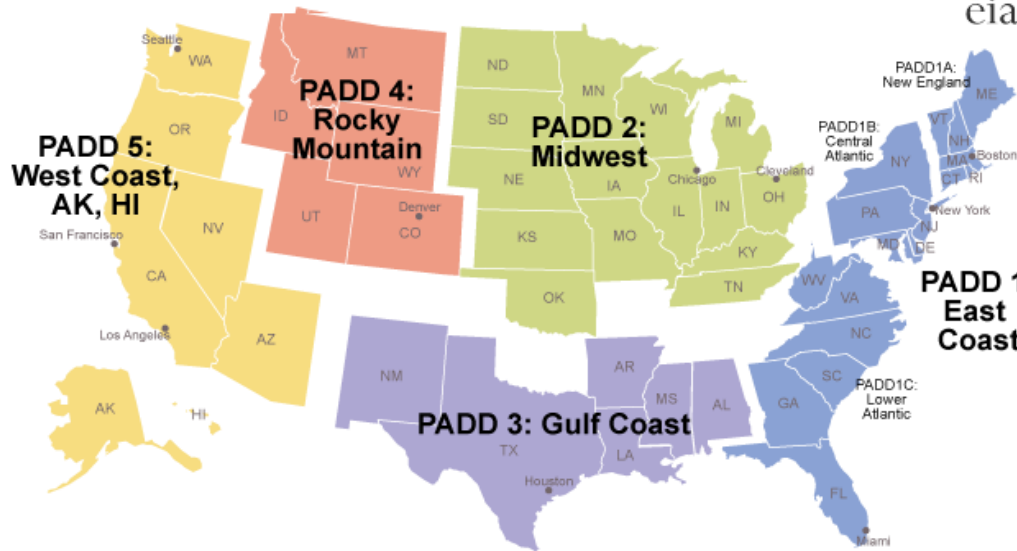 eia
Seattle
WA
OR
PADD 5:
West Coast,
AK, HI
San Francisco
NV
CA
Los Angeles
AZ
AK
HI
MT
ID
PADD 4:
Rocky
Mountain
WY
UT
Denver
CO
ND
MN
SD
WI
MI
PADD 2:
Midwest
NE
IA
Chicago
Cleveland
IL
IN
OH
KS
MO
KY
OK
TN
NM
AR
MS
AL
PADD 3: Gulf Coast
TX
LA
Houston
PADD1A:
New England
ME
VT
NH
PADD1B:
Central
Atlantic
NY
MA
Boston
CT
RI
PA
New York
NJ
MD
DE
WV
VA
PADD 1
East
Coast
NC
SC
PADD1C:
Lower
Atlantic
GA
FL
Miami